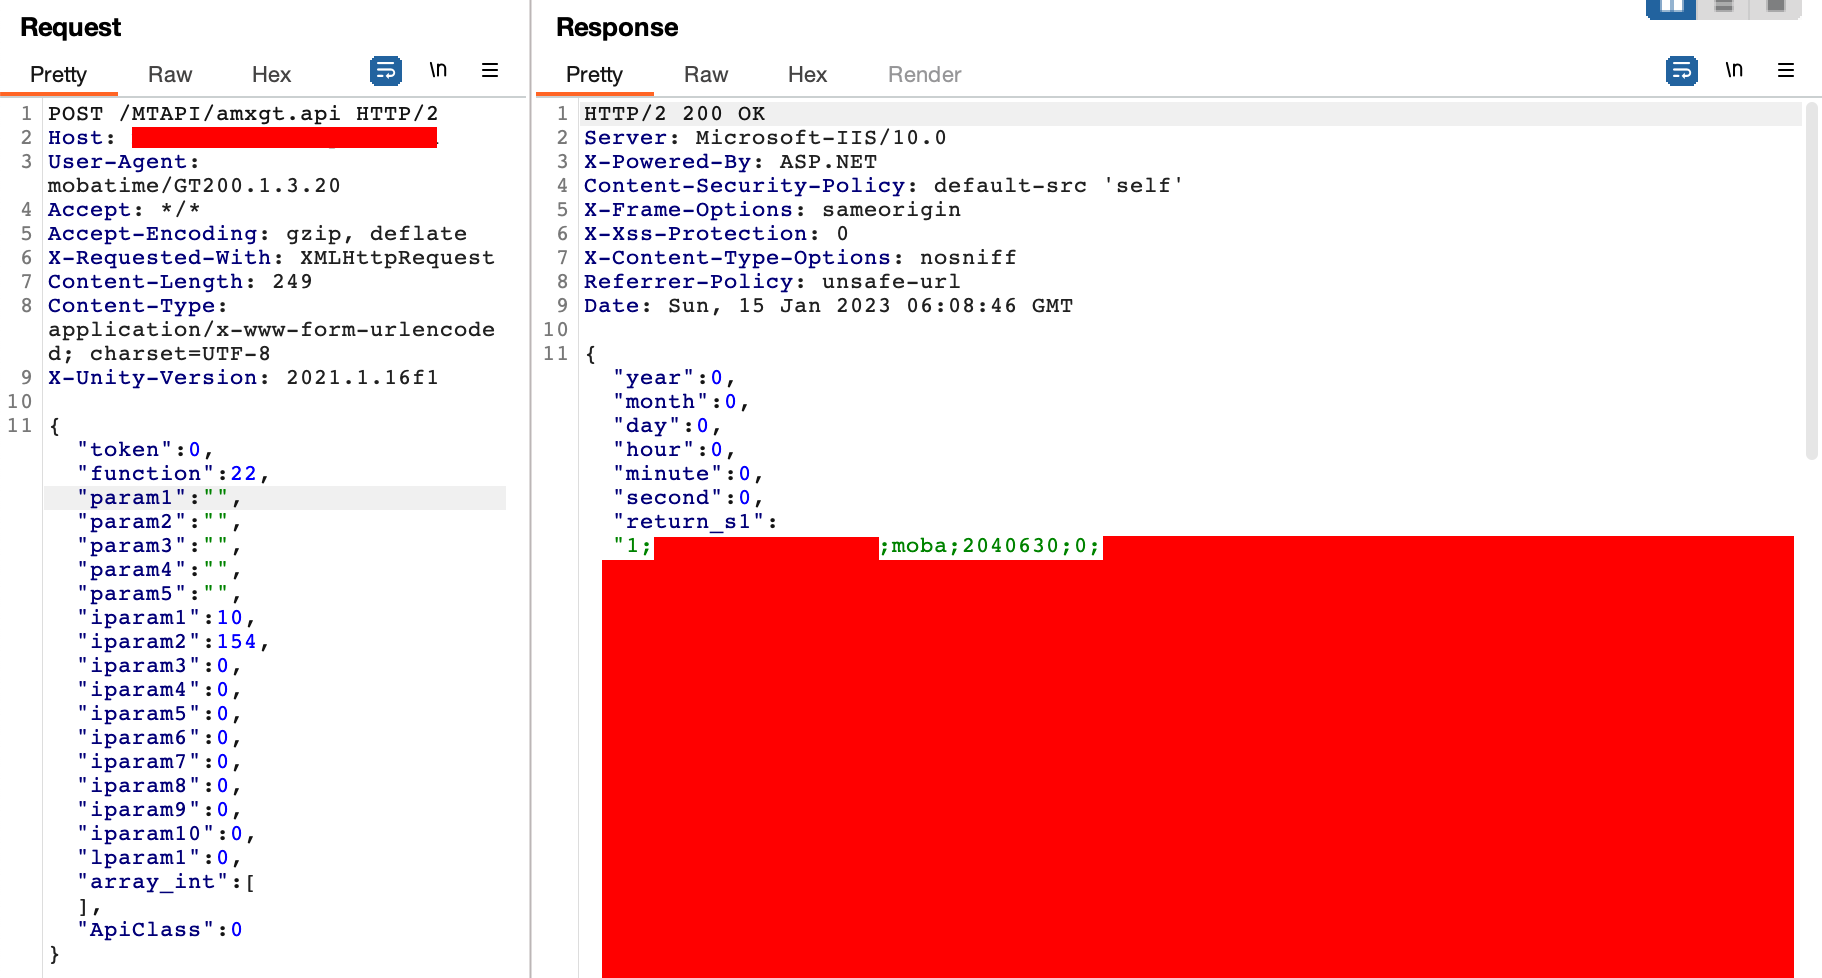 Request
Pretty Raw Hex \n
1 POST /MTAPI/amxgt.api HTTP/2
2 Host:
3 User-Agent:
mobatime/GT200.1.3.20
4 Accept: */*
5 Accept-Encoding: gzip, deflate
6 X-Requested-With: XMLHttpRequest
7 Content-Length: 249
8 Content-Type:
application/x-www-form-urlencode
d; charset=UTF-8
9 X-Unity-Version: 2021.1.16f1
10
11 {
"token":0,
"function":22,
"param1":"",
"param2":"",
"param3":"",
"param4":"",
"param5":"",
"iparam1":10,
"iparam2":154,
"iparam3":0,
"iparam4":0,
"iparam5":0,
"iparam6":0,
"iparam7":0,
"iparam8":0,
"iparam9":0,
"iparam10":0,
"lparam1":0,
"array_int":[
],
"ApiClass":0
}
Response
Pretty Raw Hex Render \n
1 HTTP/2 200 OK
2 Server: Microsoft-IIS/10.0
3 X-Powered-By: ASP.NET
4 Content-Security-Policy: default-src 'self'
5 X-Frame-Options: sameorigin
6 X-Xss-Protection: 0
7 X-Content-Type-Options: nosniff
8 Referrer-Policy: unsafe-url
9 Date: Sun, 15 Jan 2023 06:08:46 GMT
10
11 {
"year":0,
"month":0,
"day":0,
"hour":0,
"minute":0,
"second":0,
"return_s1":
"1; ;moba;2040630;0;